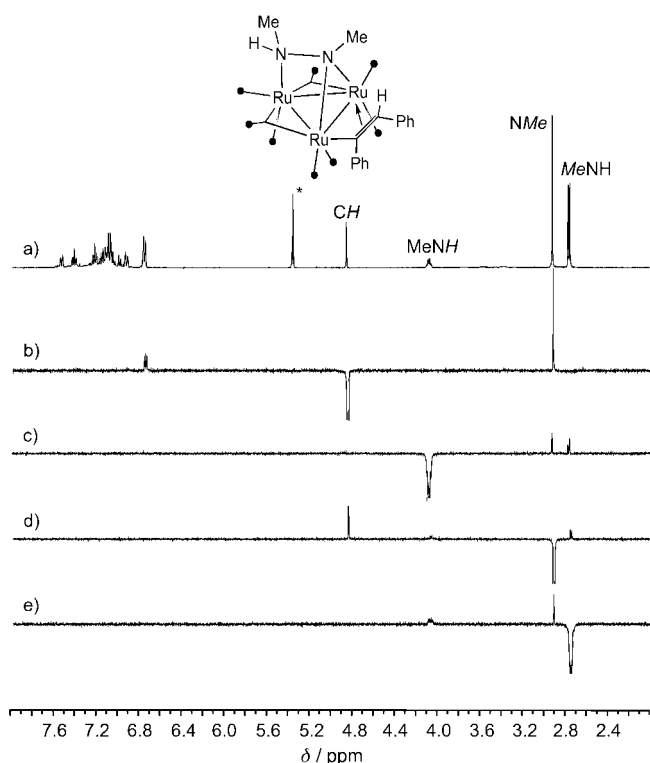 Me
Me
H
N
N
Ru
Ru
H
Ph
Ru
Ph
NMe
MeNH
*
CH
MeNH
a)
b)
c)
d)
e)
7.6 7.2 6.8 6.4 6.0 5.6 5.2 4.8 4.4 4.0 3.6 3.2 2.8 2.4
δ / ppm